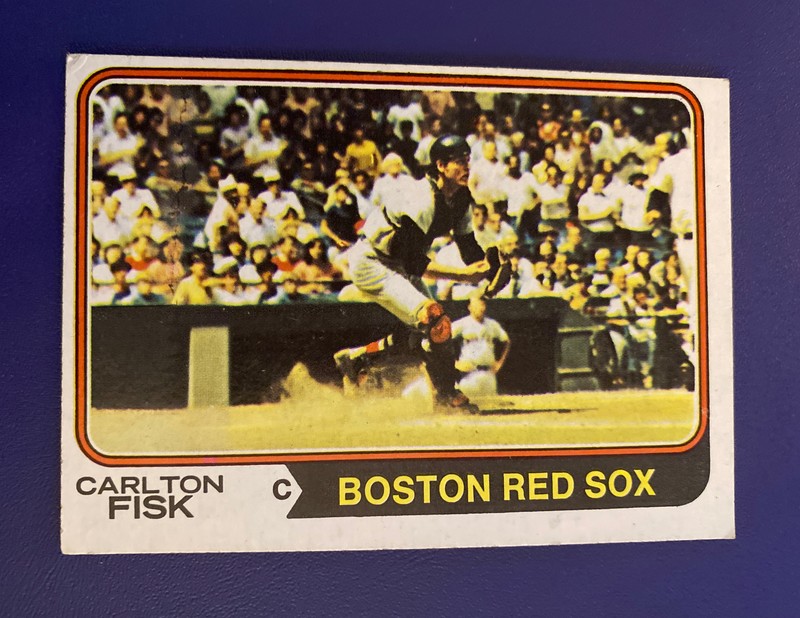 CARLTON
FISK
C
BOSTON RED SOX